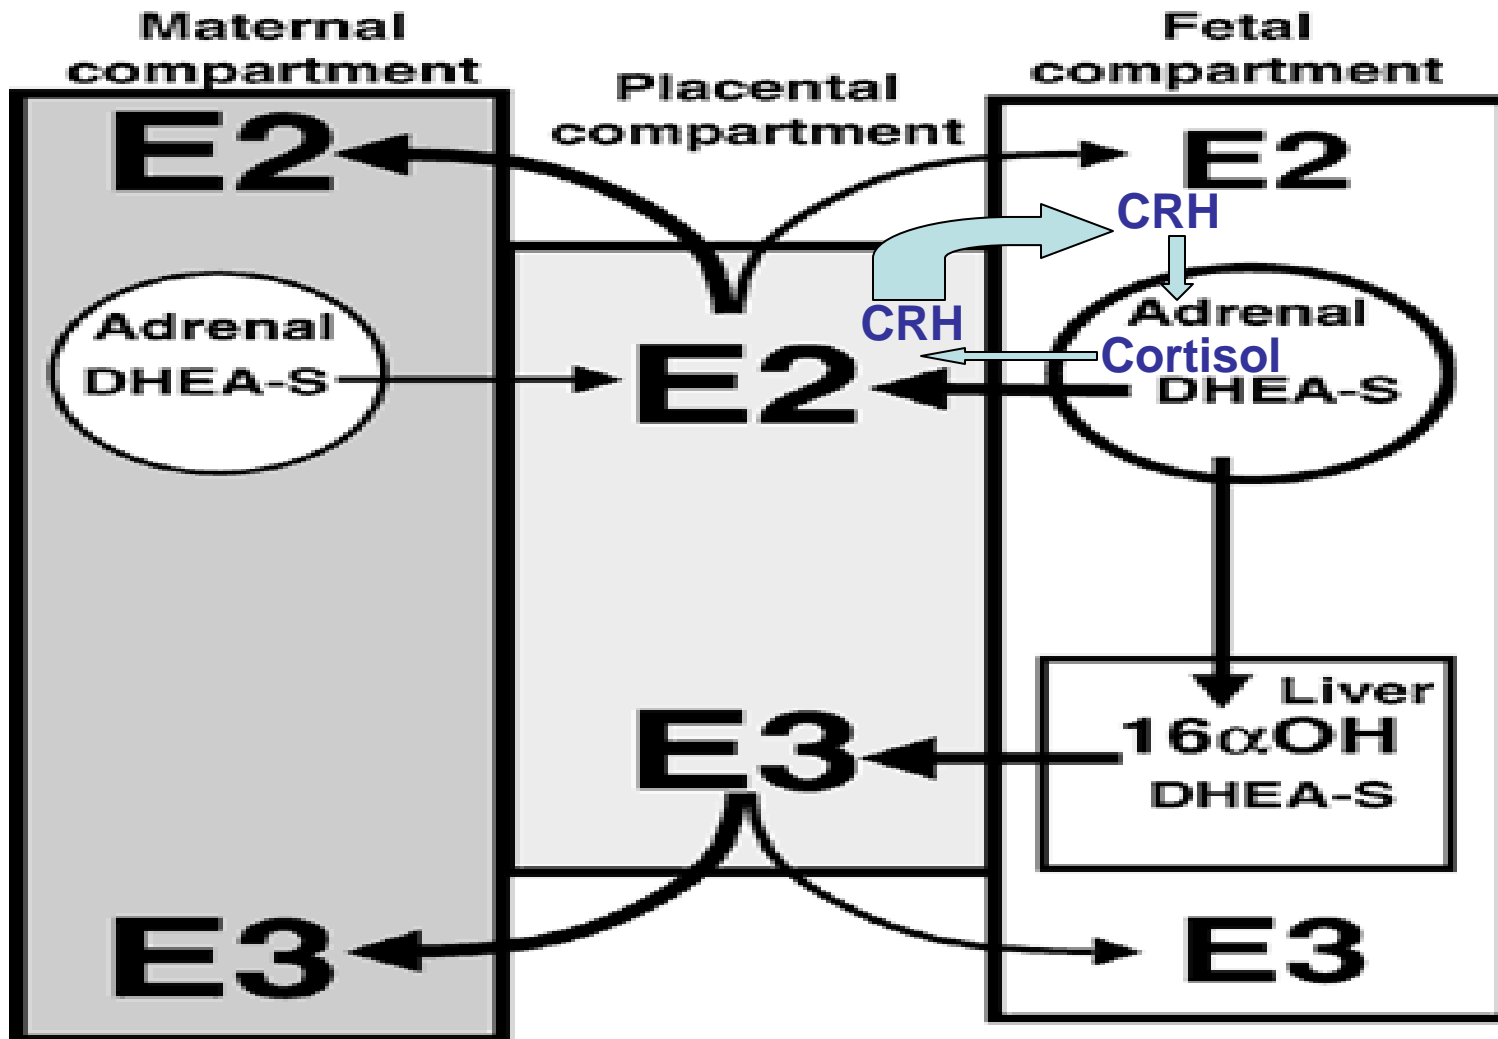 Maternal
compartment
Placental
compartment
Fetal
compartment
E2
E2
CRH
Adrenal
DHEA-S
E2
CRH
Adrenal
Cortisol
DHEA-S
E3
Liver
16αOH
DHEA-S
E3
E3